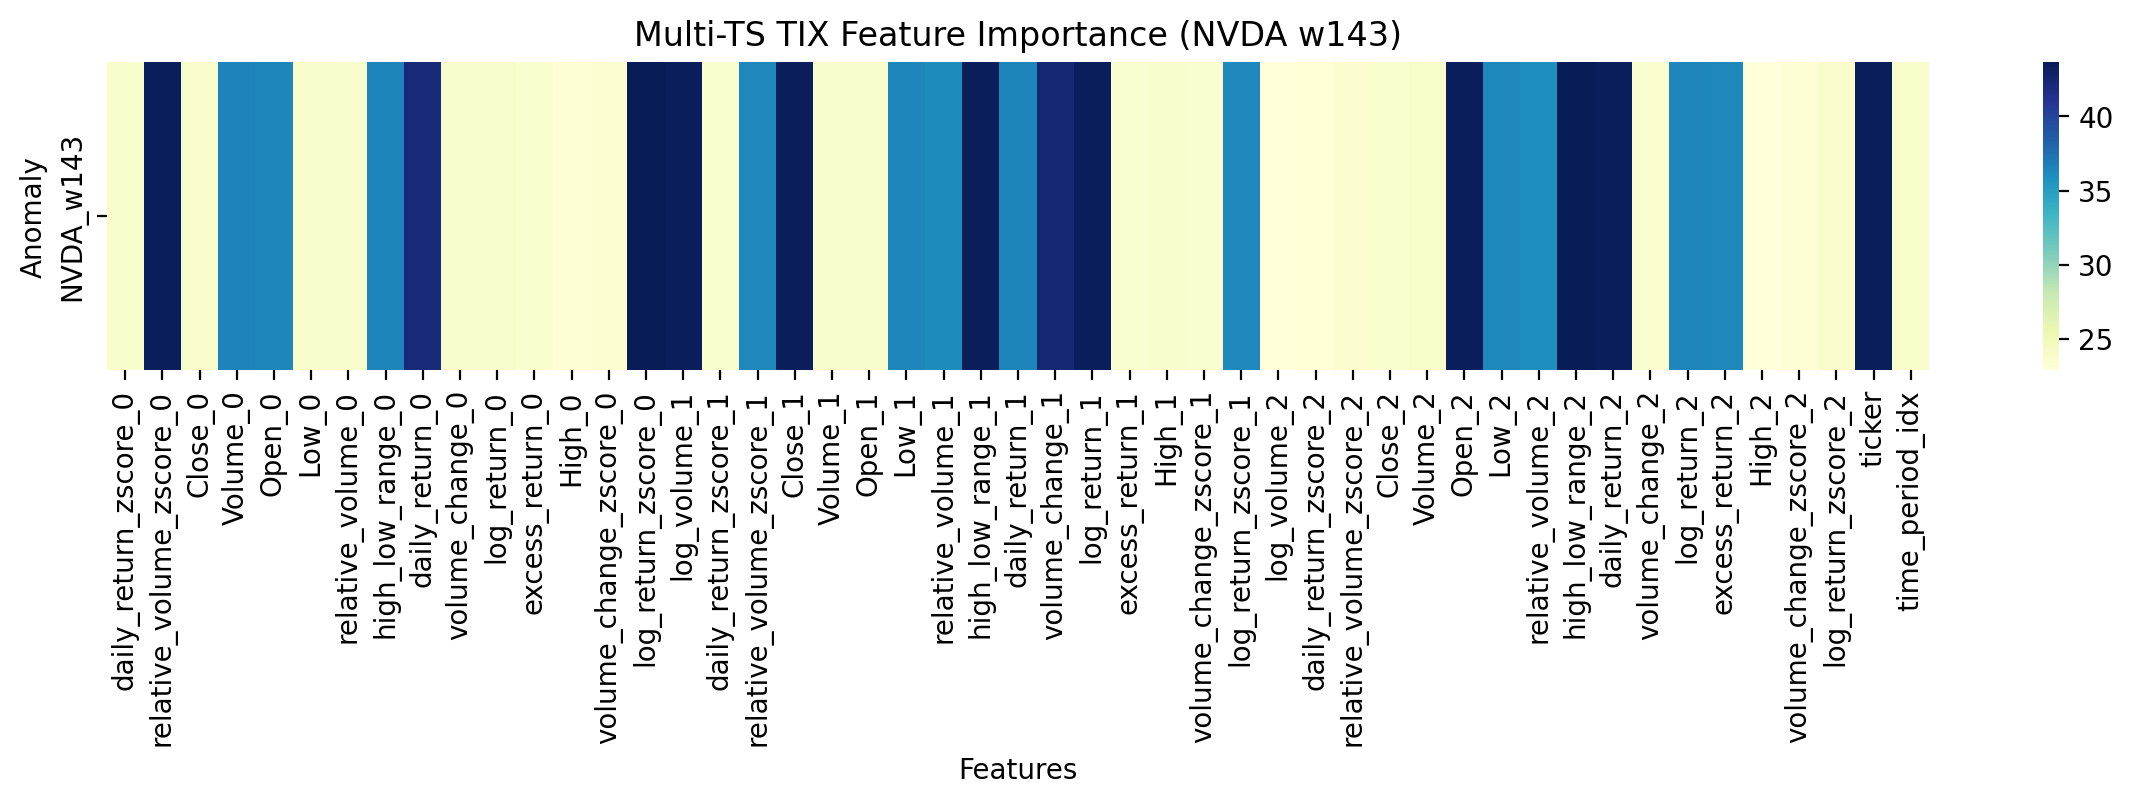 Multi-TS TIX Feature Importance (NVDA w143)
Anomaly
NVDA_w143
40
35
30
25
daily_return_zscore_0
relative_volume_zscore_0
Close_0
Volume_0
Open_0
Low_0
relative_volume_0
high_low_range_0
daily_return_0
volume_change_0
log_return_0
excess_return_0
High_0
volume_change_zscore_0
log_return_zscore_0
log_volume_1
daily_return_zscore_1
relative_volume_zscore_1
Close_1
Volume_1
Open_1
Low_1
relative_volume_1
high_low_range_1
daily_return_1
volume_change_1
log_return_1
excess_return_1
High_1
volume_change_zscore_1
log_return_zscore_1
log_volume_2
daily_return_zscore_2
relative_volume_zscore_2
Close_2
Volume_2
Open_2
Low_2
relative_volume_2
high_low_range_2
daily_return_2
volume_change_2
log_return_2
excess_return_2
High_2
volume_change_zscore_2
log_return_zscore_2
ticker
time_period_idx
Features